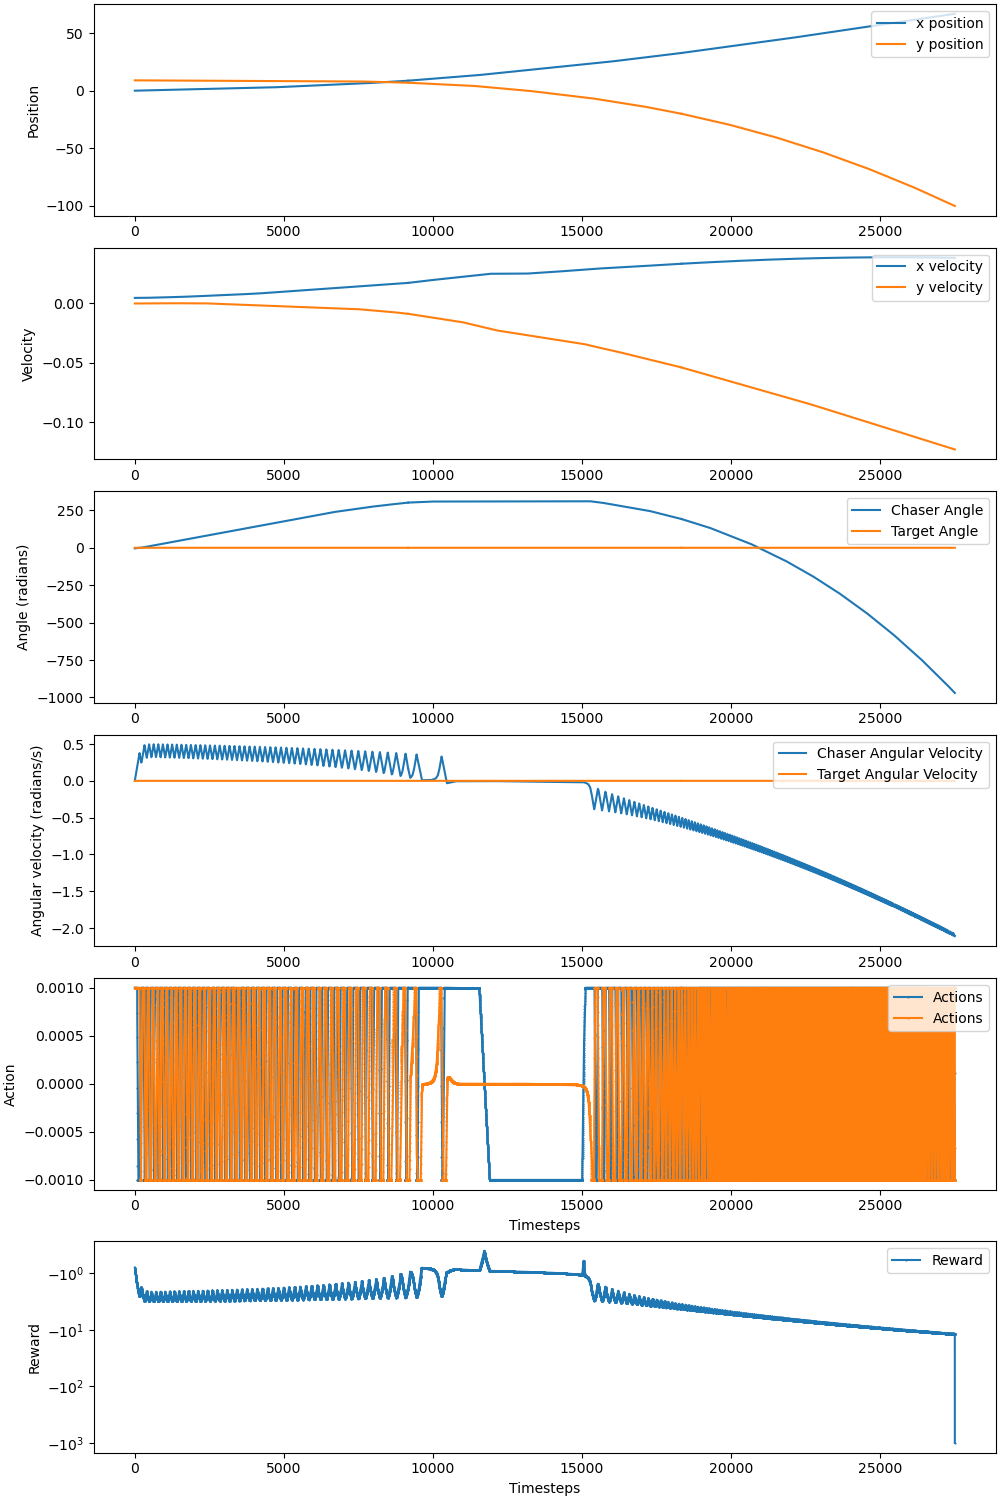 50
0
−50
−100
Position
x position
y position
0 5000 10000 15000 20000 25000
0.00
−0.05
−0.10
Velocity
x velocity
y velocity
0 5000 10000 15000 20000 25000
250
0
−250
−500
−750
−1000
Angle (radians)
Chaser Angle
Target Angle
0 5000 10000 15000 20000 25000
0.5
0.0
−0.5
−1.0
−1.5
−2.0
Angular velocity (radians/s)
Chaser Angular Velocity
Target Angular Velocity
0 5000 10000 15000 20000 25000
0.0010
0.0005
0.0000
−0.0005
−0.0010
Action
Actions
Actions
0 5000 10000 15000 20000 25000
Timesteps
−10⁰
−10¹
−10²
−10³
Reward
Reward
0 5000 10000 15000 20000 25000
Timesteps